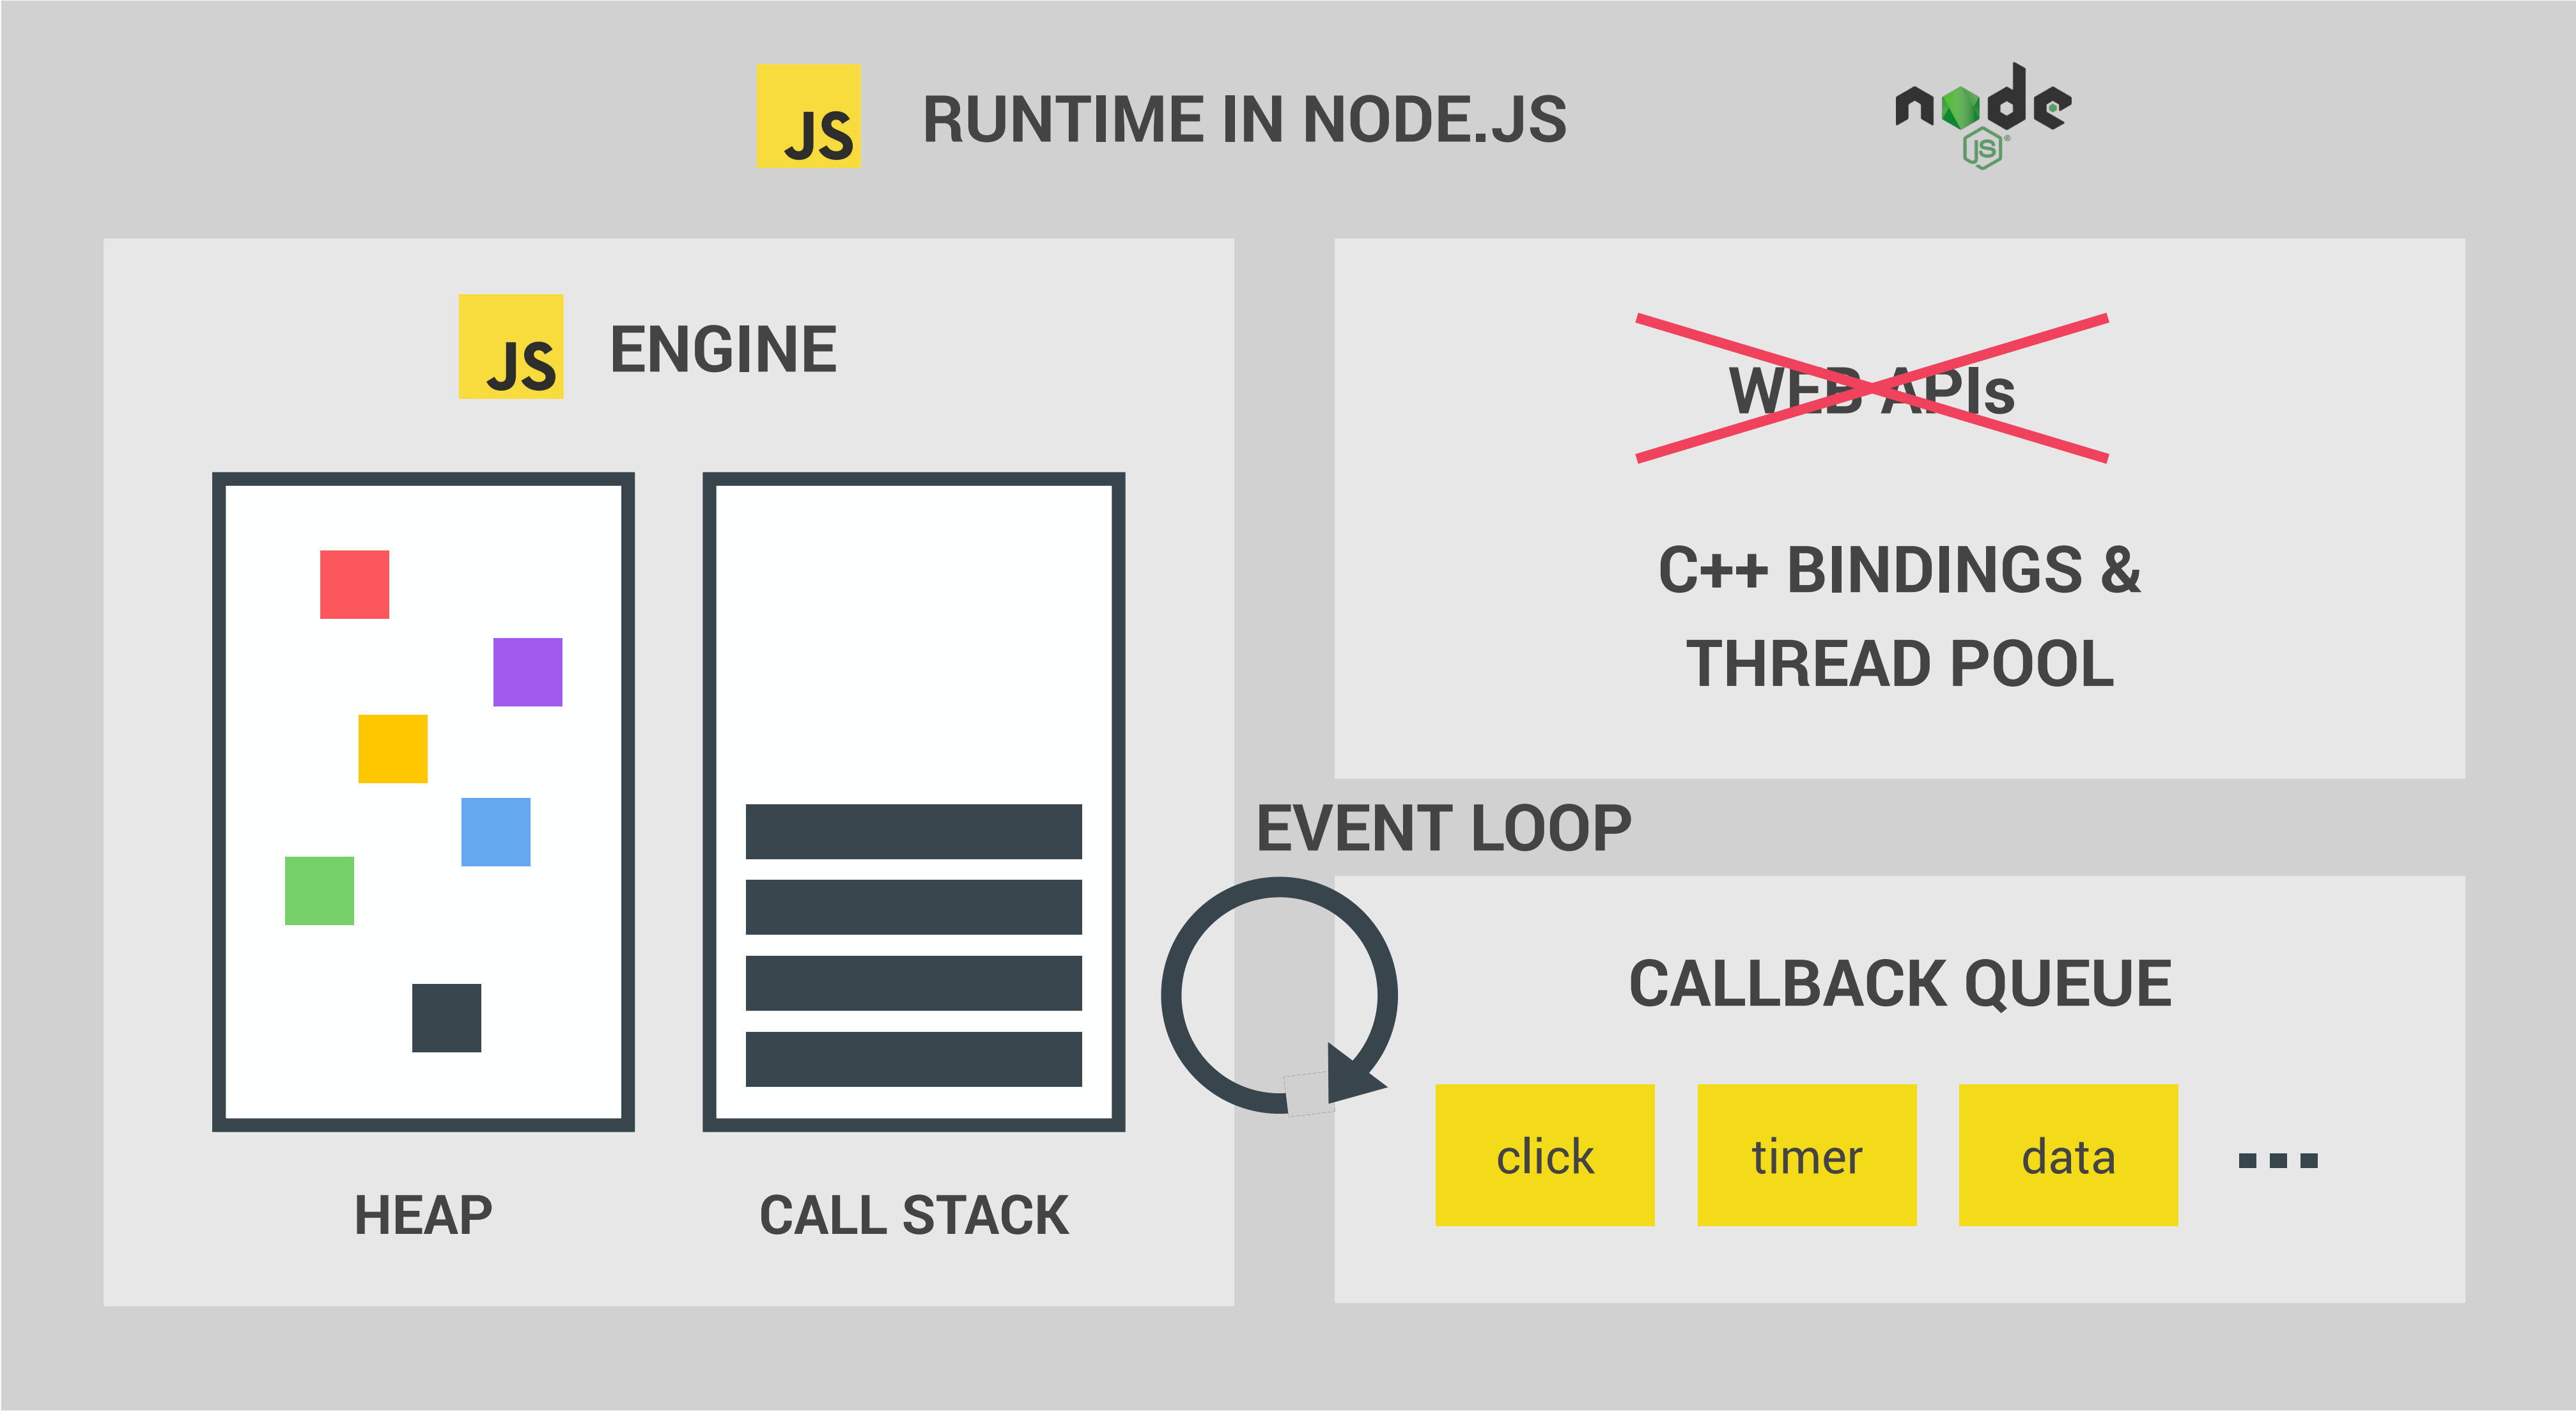 JS RUNTIME IN NODE.JS
node
JS
JS ENGINE
HEAP
CALL STACK
WEB APIs
C++ BINDINGS &
THREAD POOL
EVENT LOOP
CALLBACK QUEUE
click timer data ...